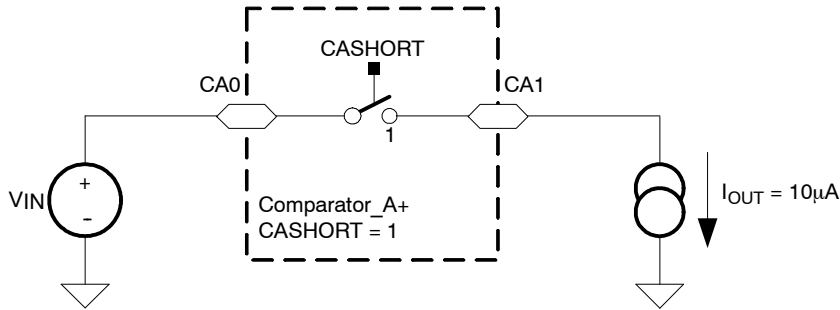 CASHORT
CA0
CA1
1
VIN
+
-
Comparator_A+
CASHORT = 1
IOUT = 10µA